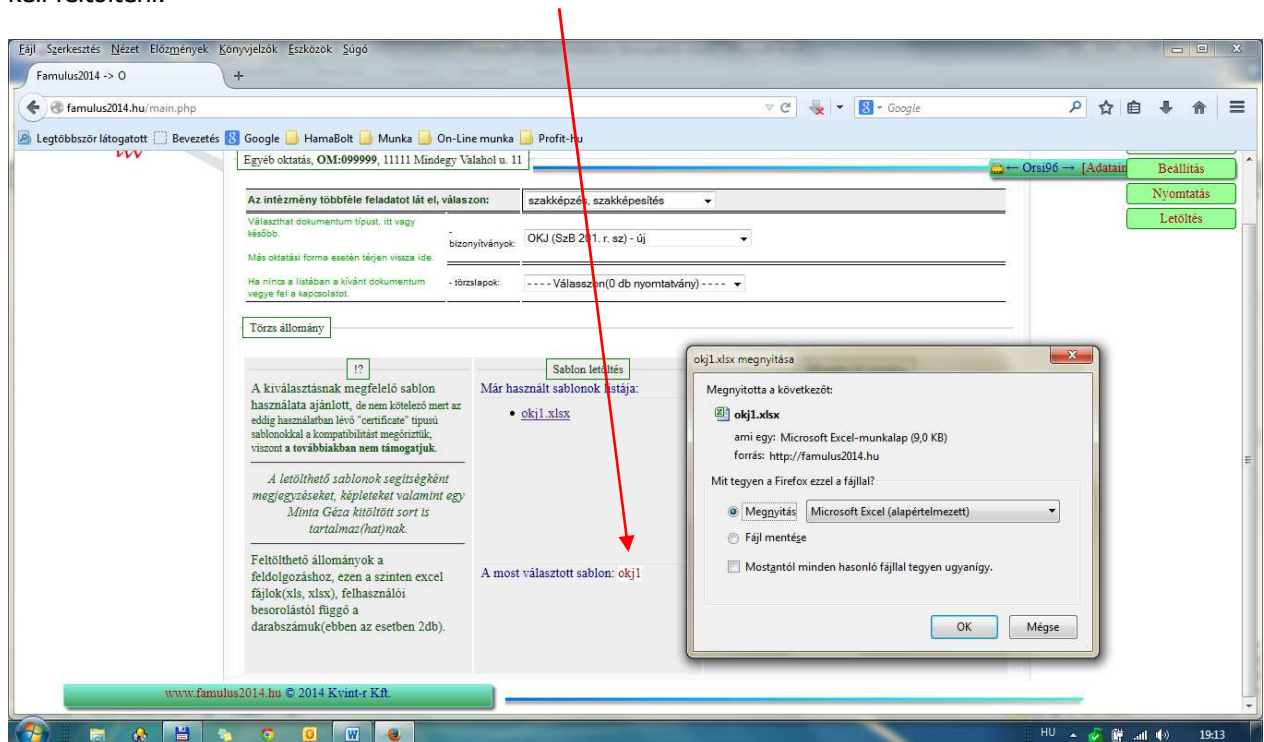 Fájl Szerkesztés Nézet Előzmények Könyvjelzők Eszközök Súgó
Famulus2014 -> O
+
famulus2014.hu/main.php
Google
Legtöbbször látogatott Bevezetés Google HamaBolt Munka On-Line munka Profit-hu
Egyéb oktatás, OM:099999, 11111 Mindegy Valahol u. 11
← Orsi96 → [Adataim
Beállítás
Nyomtatás
Letöltés
Az intézmény többféle feladatot lát el, válaszon:
szakképzés, szakképesítés
Választhat dokumentum típust, itt vagy
később.
Más oktatási forma esetén térjen vissza ide.
Ha nincs a listában a kívánt dokumentum
vegye fel a kapcsolatot.
-
bizonyítványok:
OKJ (SzB 201. r. sz) - új
- törzslapok:
---- Válasszon(0 db nyomtatvány) ----
Törzs állomány
!?
A kiválasztásnak megfelelő sablon
használata ajánlott, de nem kötelező mert az
eddig használatban lévő "certificate" tipusú
sablonokkal a kompatibilitást megőriztük,
viszont a továbbiakban nem támogatjuk.
A letölthető sablonok segítségként
megjegyzéseket, képleteket valamint egy
Minta Géza kitöltött sort is
tartalmaz(hat)nak.
Feltölthető állományok a
feldolgozáshoz, ezen a szinten excel
fájlok(xls, xlsx), felhasználói
besorolástól függő a
darabszámuk(ebben az esetben 2db).
Sablon letöltés
Már használt sablonok listája:
• okj1.xlsx
A most választott sablon: okj1
okj1.xlsx megnyitása
Megnyitotta a következőt:
okj1.xlsx
ami egy: Microsoft Excel-munkalap (9,0 KB)
forrás: http://famulus2014.hu
Mit tegyen a Firefox ezzel a fájllal?
Megnyitás Microsoft Excel (alapértelmezett)
Fájl mentése
Mostantól minden hasonló fájllal tegyen ugyanígy.
OK Mégse
www.famulus2014.hu © 2014 Kvint-r Kft.
HU 19:13